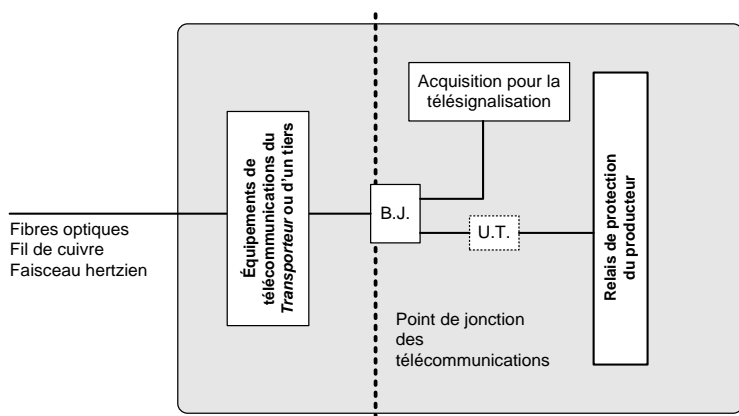 Fibres optiques
Fil de cuivre
Faisceau hertzien
Équipements de
télécommunications du
Transporteur ou d'un tiers
B.J.
Acquisition pour la
télésignalisation
U.T.
Relais de protection
du producteur
Point de jonction
des
télécommunications